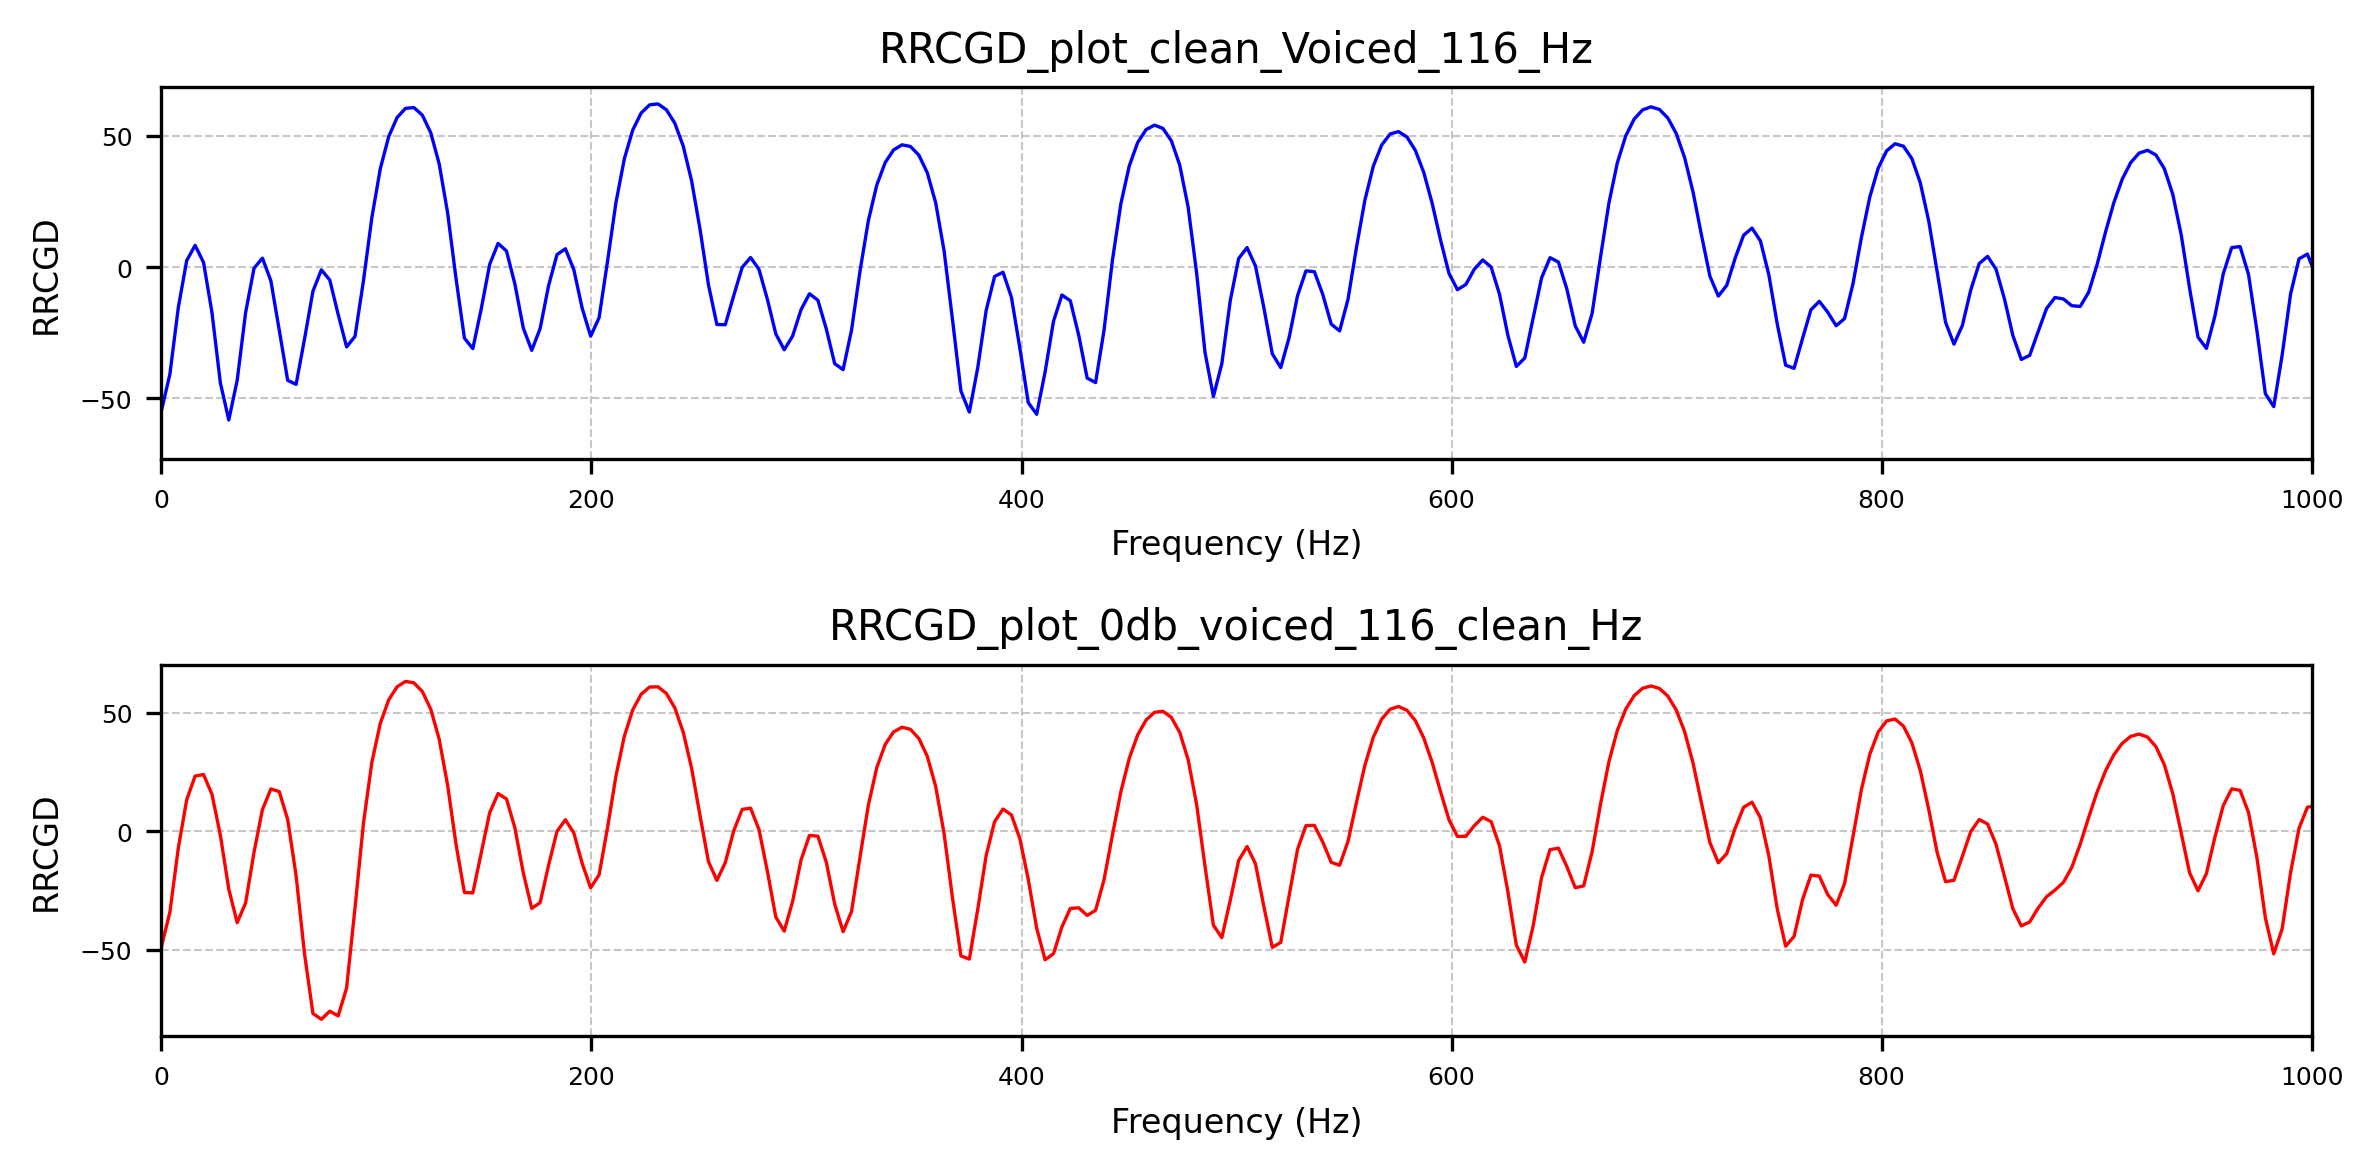 RRCGD_plot_clean_Voiced_116_Hz
RRCGD
50
0
−50
0 200 400 600 800 1000
Frequency (Hz)
RRCGD_plot_0db_voiced_116_clean_Hz
RRCGD
50
0
−50
0 200 400 600 800 1000
Frequency (Hz)